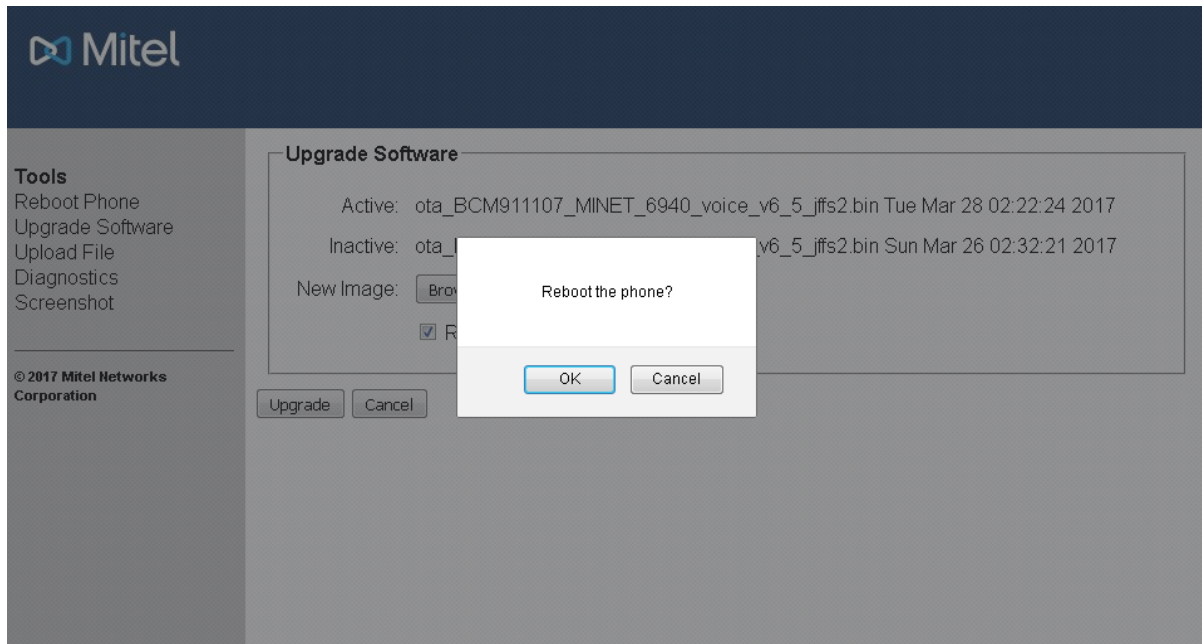 Mitel
Tools
Reboot Phone
Upgrade Software
Upload File
Diagnostics
Screenshot
© 2017 Mitel Networks
Corporation
Upgrade Software
Active: ota_BCM911107_MINET_6940_voice_v6_5_jffs2.bin Tue Mar 28 02:22:24 2017
Inactive: ota_ v6_5_jffs2.bin Sun Mar 26 02:32:21 2017
New Image:
Reboot the phone?
OK Cancel
Upgrade Cancel